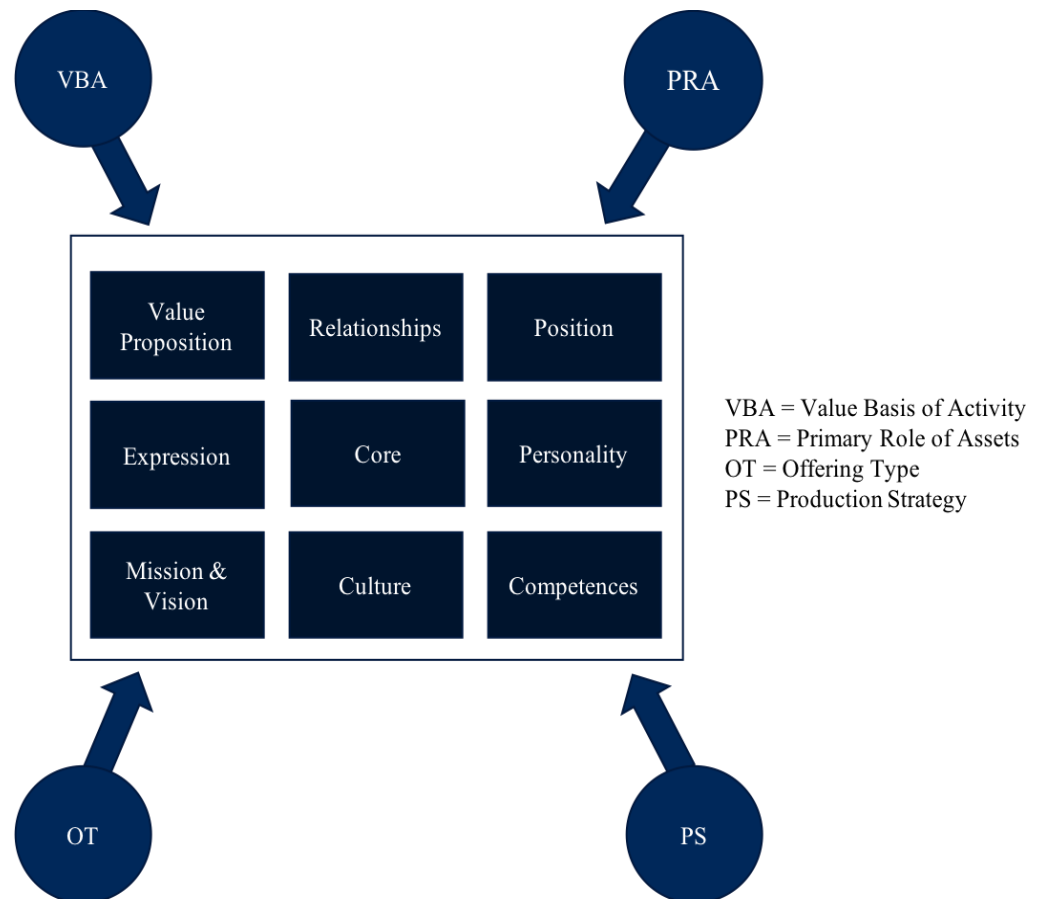 VBA
PRA
Value
Proposition
Relationships
Position
Expression
Core
Personality
Mission &
Vision
Culture
Competences
VBA = Value Basis of Activity
PRA = Primary Role of Assets
OT = Offering Type
PS = Production Strategy
OT
PS